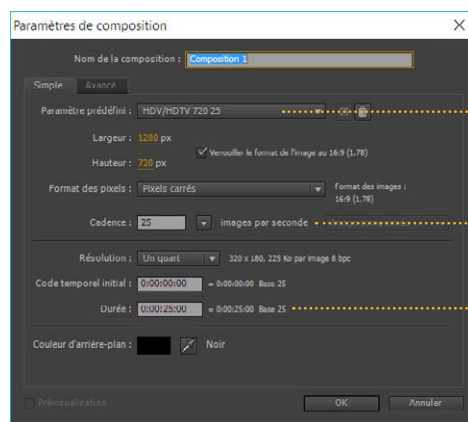 Paramètres de composition
Nom de la composition : Composition 1
Simple Avancé
Paramètre prédéfini : HDV/HDTV 720 25
Largeur : 1280 px
Verrouiller le format de l'image au 16:9 (1,78)
Hauteur : 720 px
Format des pixels : Pixels carrés
Format des images :
16:9 (1,78)
Cadence : 25 images par seconde
Résolution : Un quart 320 x 180, 225 Ko par image 8 bpc
Code temporel initial : 0:00:00:00 = 0:00:00:00 Base 25
Durée : 0:00:25:00 = 0:00:25:00 Base 25
Couleur d'arrière-plan : Noir
Prévisualisation OK Annuler